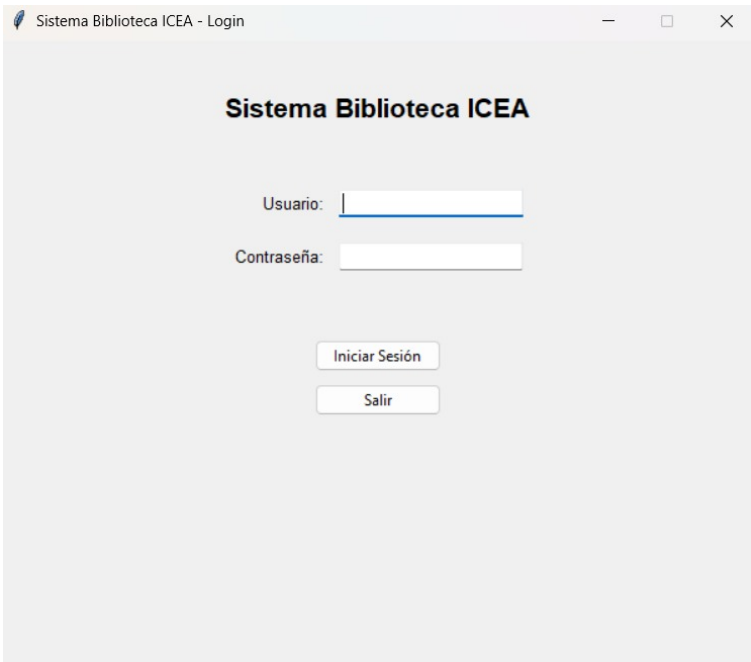 Sistema Biblioteca ICEA - Login
Sistema Biblioteca ICEA
Usuario:
Contraseña:
Iniciar Sesión
Salir